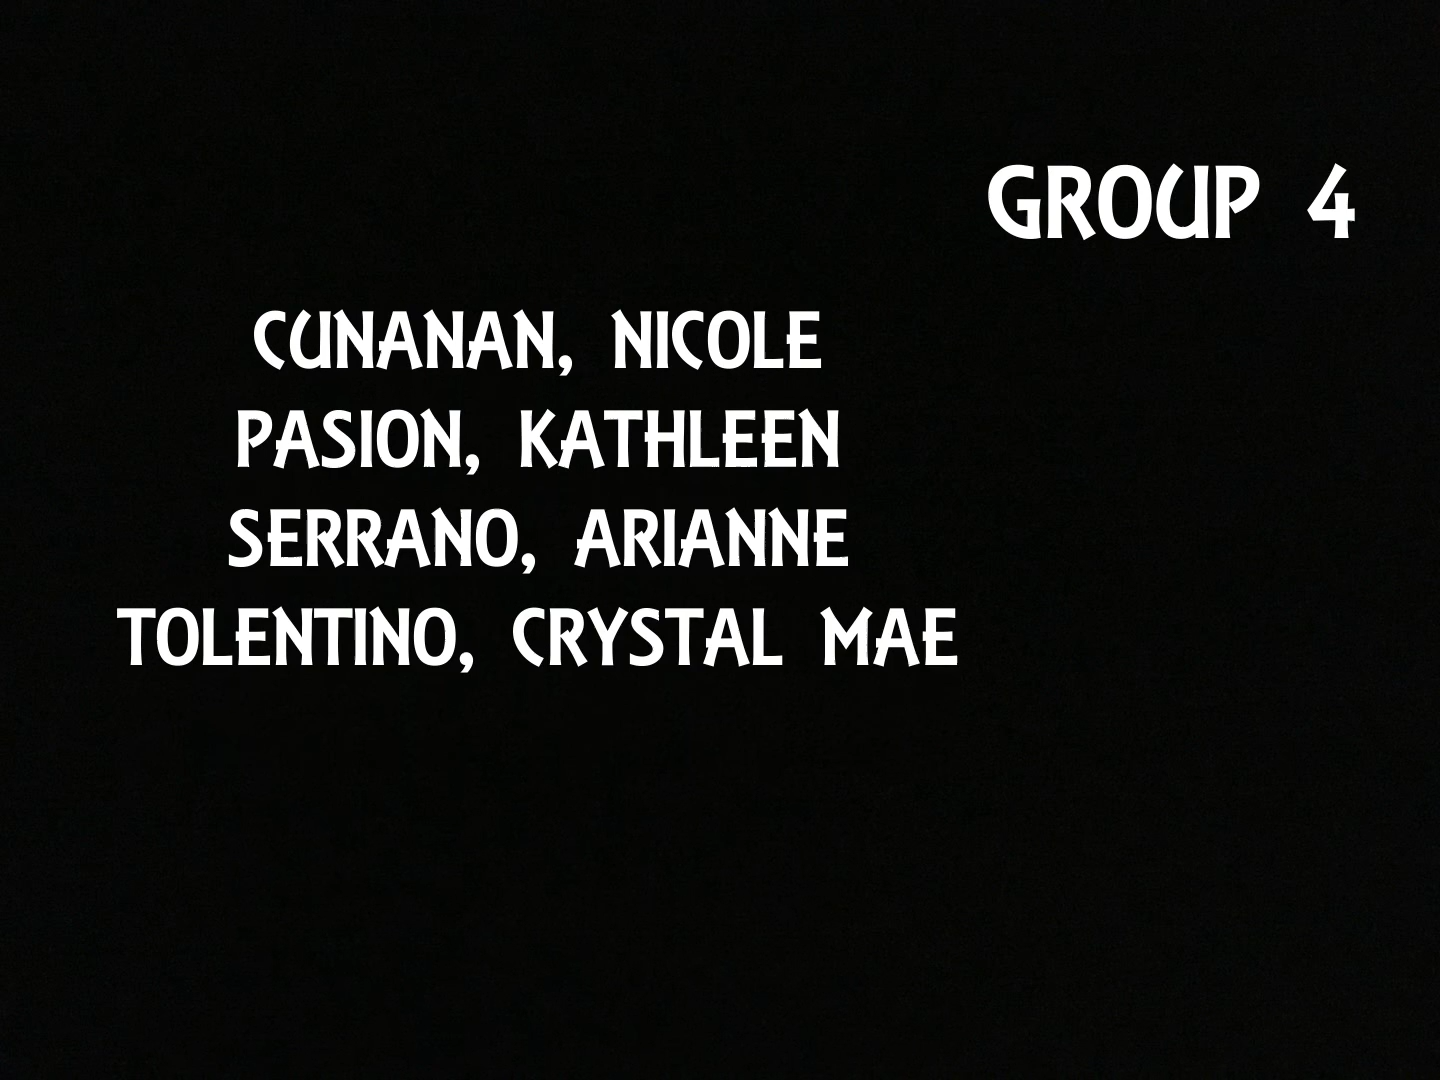 GROUP 4
CUNANAN, NICOLE
PASION, KATHLEEN
SERRANO, ARIANNE
TOLENTINO, CRYSTAL MAE